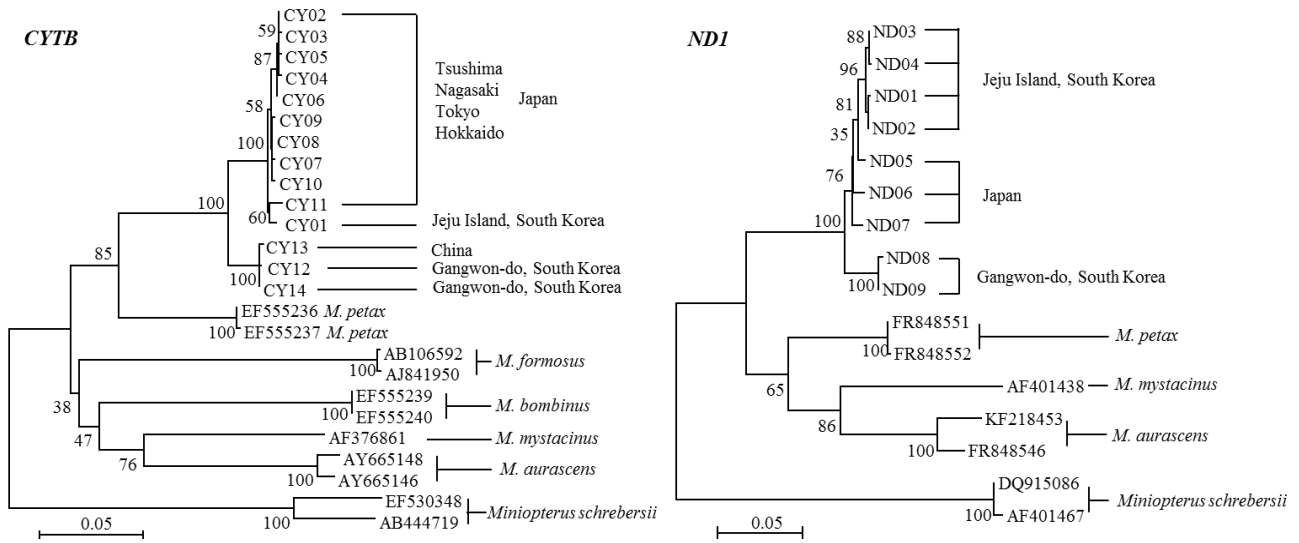 CYTB
CY02
59
CY03
CY05
87
CY04
CY06
58
CY09
100
CY08
CY07
CY10
100
CY11
60
CY01
Tsushima
Nagasaki
Tokyo
Hokkaido
Japan
Jeju Island, South Korea
85
CY13
China
CY12
Gangwon-do, South Korea
100
CY14
Gangwon-do, South Korea
EF555236 M. petax
100
EF555237 M. petax
AB106592
100
AJ841950
M. formosus
38
EF555239
100
EF555240
M. bombinus
47
AF376861
M. mystacinus
76
AY665148
100
AY665146
M. aurascens
EF530348
100
AB444719
Miniopterus schrebersii
0.05
ND1
88
ND03
96
ND04
81
ND01
ND02
Jeju Island, South Korea
35
ND05
76
ND06
ND07
Japan
100
ND08
100
ND09
Gangwon-do, South Korea
FR848551
100
FR848552
M. petax
65
AF401438
M. mystacinus
86
KF218453
100
FR848546
M. aurascens
DQ915086
100
AF401467
Miniopterus schrebersii
0.05